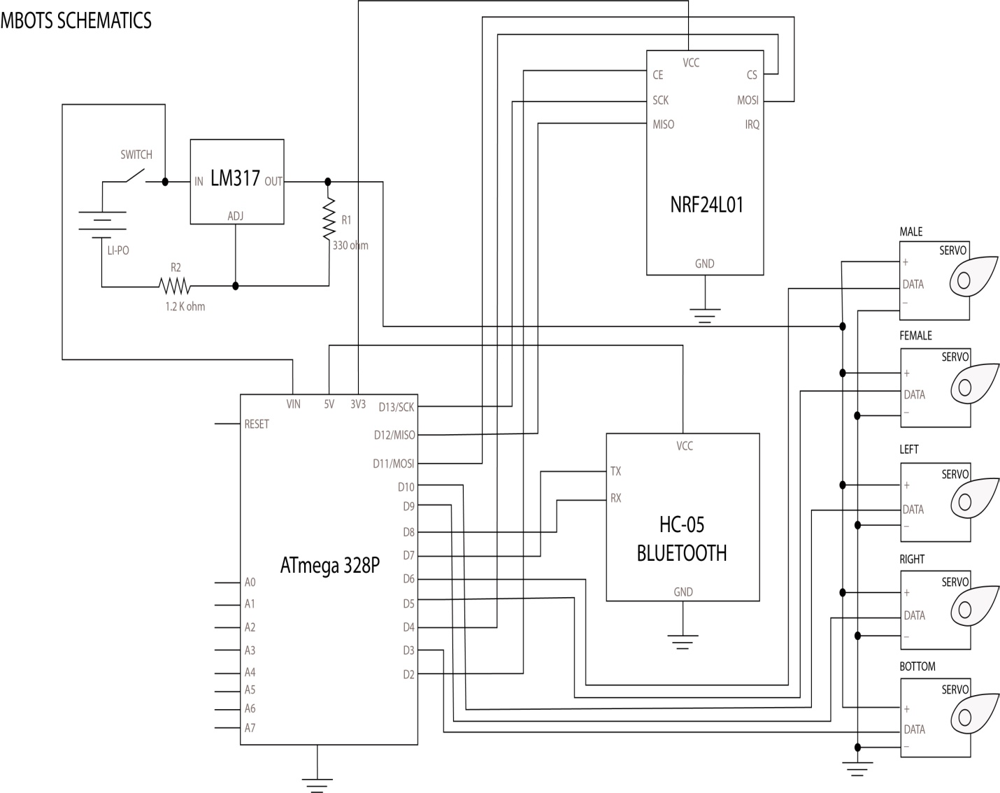 MBOTS SCHEMATICS
VCC
CE
CS
SCK
MOSI
MISO
IRQ
NRF24L01
GND
SWITCH
IN
LM317
OUT
ADJ
R1
330 ohm
LI-PO
R2
1.2 K ohm
MALE
SERVO
+
DATA
−
FEMALE
SERVO
+
DATA
−
LEFT
SERVO
+
DATA
−
RIGHT
SERVO
+
DATA
−
BOTTOM
SERVO
+
DATA
−
VIN
5V
3V3
D13/SCK
RESET
D12/MISO
D11/MOSI
D10
D9
D8
D7
D6
D5
D4
D3
D2
ATmega 328P
A0
A1
A2
A3
A4
A5
A6
A7
VCC
TX
RX
HC-05
BLUETOOTH
GND